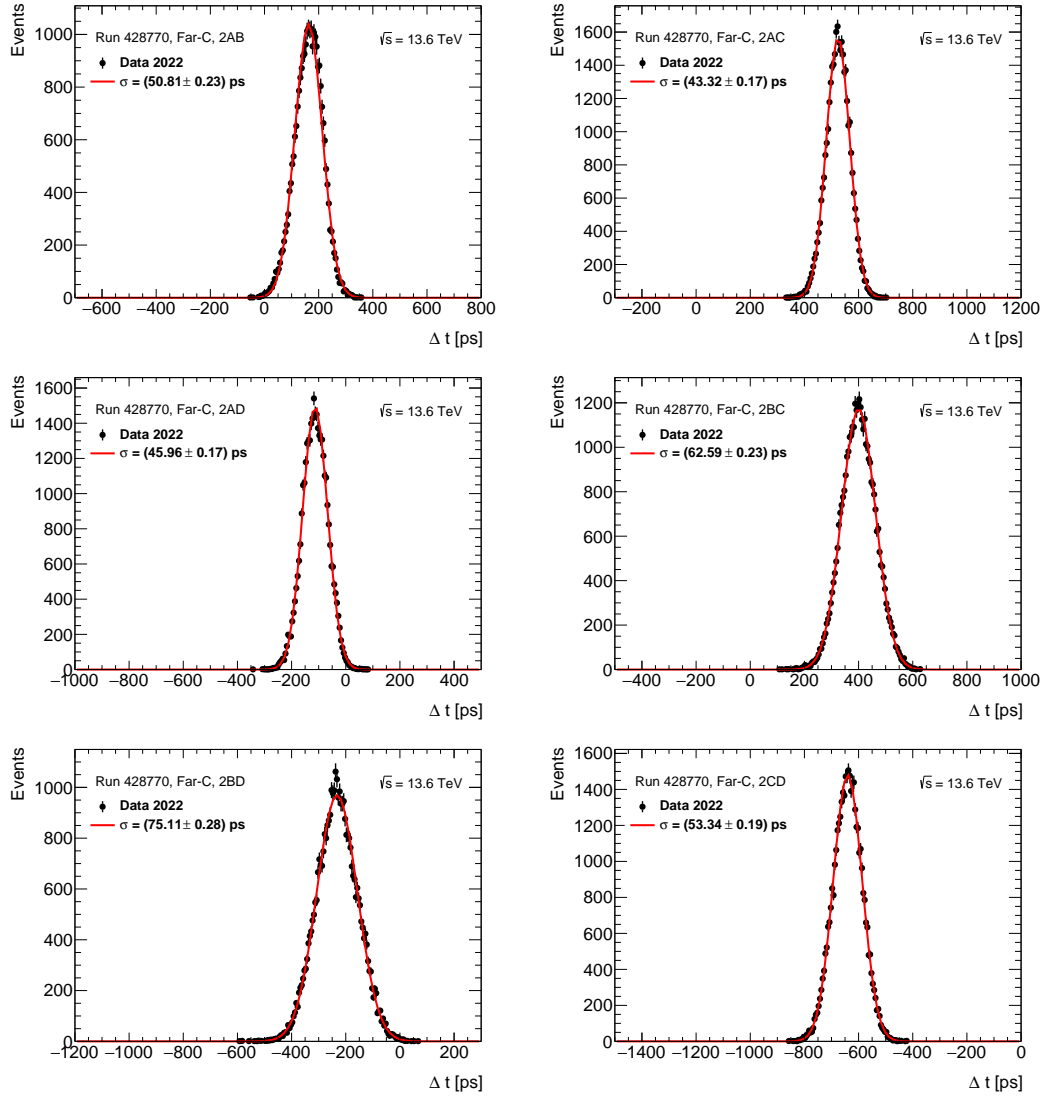 Events
Run 428770, Far-C, 2AB
√s = 13.6 TeV
Data 2022
σ = (50.81± 0.23) ps
1000
800
600
400
200
0
−600 −400 −200 0 200 400 600 800
Δ t [ps]
Events
Run 428770, Far-C, 2AC
√s = 13.6 TeV
Data 2022
σ = (43.32 ± 0.17) ps
1600
1400
1200
1000
800
600
400
200
0
−200 0 200 400 600 800 1000 1200
Δ t [ps]
Events
Run 428770, Far-C, 2AD
√s = 13.6 TeV
Data 2022
σ = (45.96 ± 0.17) ps
1600
1400
1200
1000
800
600
400
200
0
−1000 −800 −600 −400 −200 0 200 400
Δ t [ps]
Events
Run 428770, Far-C, 2BC
√s = 13.6 TeV
Data 2022
σ = (62.59 ± 0.23) ps
1200
1000
800
600
400
200
0
−400 −200 0 200 400 600 800 1000
Δ t [ps]
Events
Run 428770, Far-C, 2BD
√s = 13.6 TeV
Data 2022
σ = (75.11± 0.28) ps
1000
800
600
400
200
0
−1200 −1000 −800 −600 −400 −200 0 200
Δ t [ps]
Events
Run 428770, Far-C, 2CD
√s = 13.6 TeV
Data 2022
σ = (53.34 ± 0.19) ps
1600
1400
1200
1000
800
600
400
200
0
−1400 −1200 −1000 −800 −600 −400 −200 0
Δ t [ps]